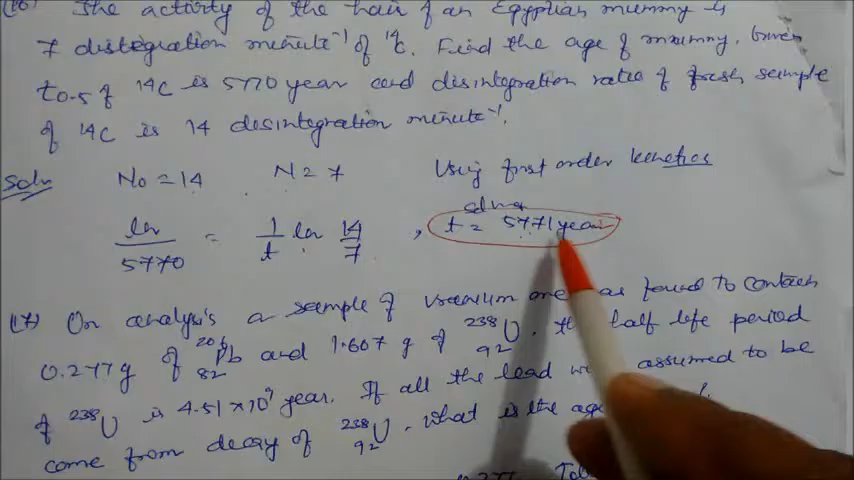 (16) The activity of the hair of an Egyptian mummy is
7 distegration minute⁻¹ of ¹⁴C. Find the age of mummy. Given
t0.5 of ¹⁴C is 5770 year and disintegration rate of fresh sample
of ¹⁴C is 14 desintegration minute⁻¹.
Soln No = 14 N = 7 Using first order kenetics
ln / 5770 = 1/t ln 14/7 , t = 5771 year
(17) On analysis a sample of uranium ore was found to contain
0.277g of ²⁰⁶₈₂Pb and 1.607 g of ²³⁸₉₂U. The half life period
of ²³⁸U is 4.51 × 10⁹ year. If all the lead were assumed to be
come from decay of ²³⁸₉₂U, What is the age